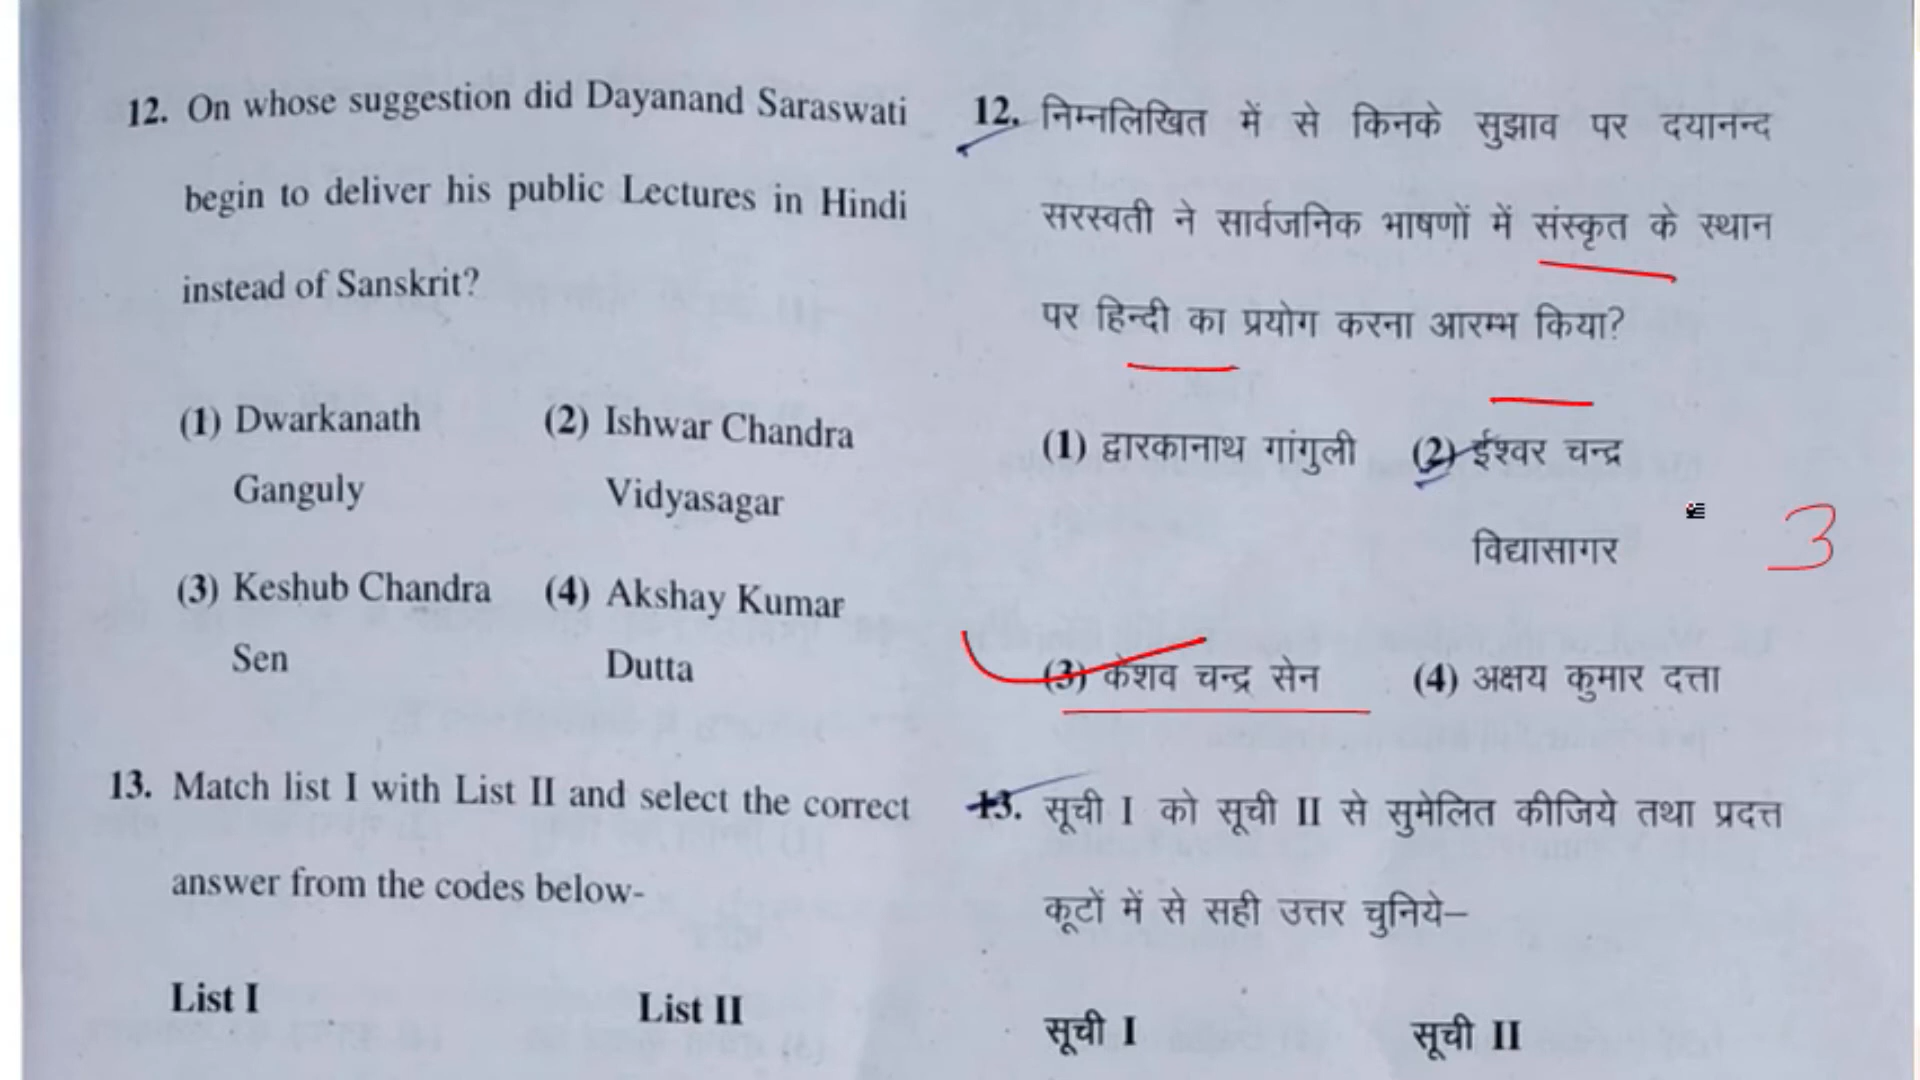 12. On whose suggestion did Dayanand Saraswati
begin to deliver his public Lectures in Hindi
instead of Sanskrit?
(1) Dwarkanath
Ganguly
(2) Ishwar Chandra
Vidyasagar
(3) Keshub Chandra
Sen
(4) Akshay Kumar
Dutta
13. Match list I with List II and select the correct
answer from the codes below-
List I
List II
12. निम्नलिखित में से किनके सुझाव पर दयानन्द
सरस्वती ने सार्वजनिक भाषणों में संस्कृत के स्थान
पर हिन्दी का प्रयोग करना आरम्भ किया?
(1) द्वारकानाथ गांगुली
(2) ईश्वर चन्द्र
विद्यासागर
3
(3) केशव चन्द्र सेन
(4) अक्षय कुमार दत्ता
13. सूची I को सूची II से सुमेलित कीजिये तथा प्रदत्त
कूटों में से सही उत्तर चुनिये–
सूची I
सूची II